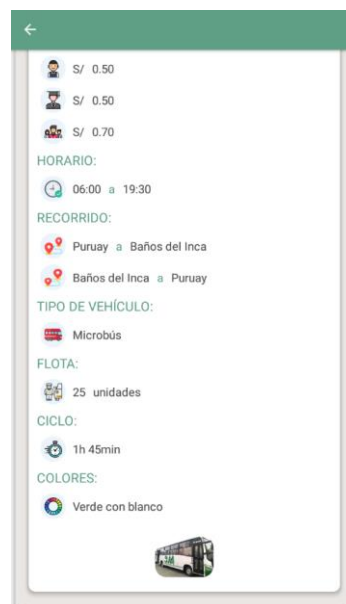 S/ 0.50
S/ 0.50
S/ 0.70
HORARIO:
06:00 a 19:30
RECORRIDO:
Puruay a Baños del Inca
Baños del Inca a Puruay
TIPO DE VEHÍCULO:
Microbús
FLOTA:
25 unidades
CICLO:
1h 45min
COLORES:
Verde con blanco